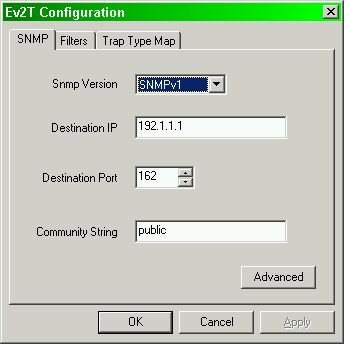 Ev2T Configuration
SNMP Filters Trap Type Map
Snmp Version SNMPv1
Destination IP 192.1.1.1
Destination Port 162
Community String public
Advanced
OK Cancel Apply